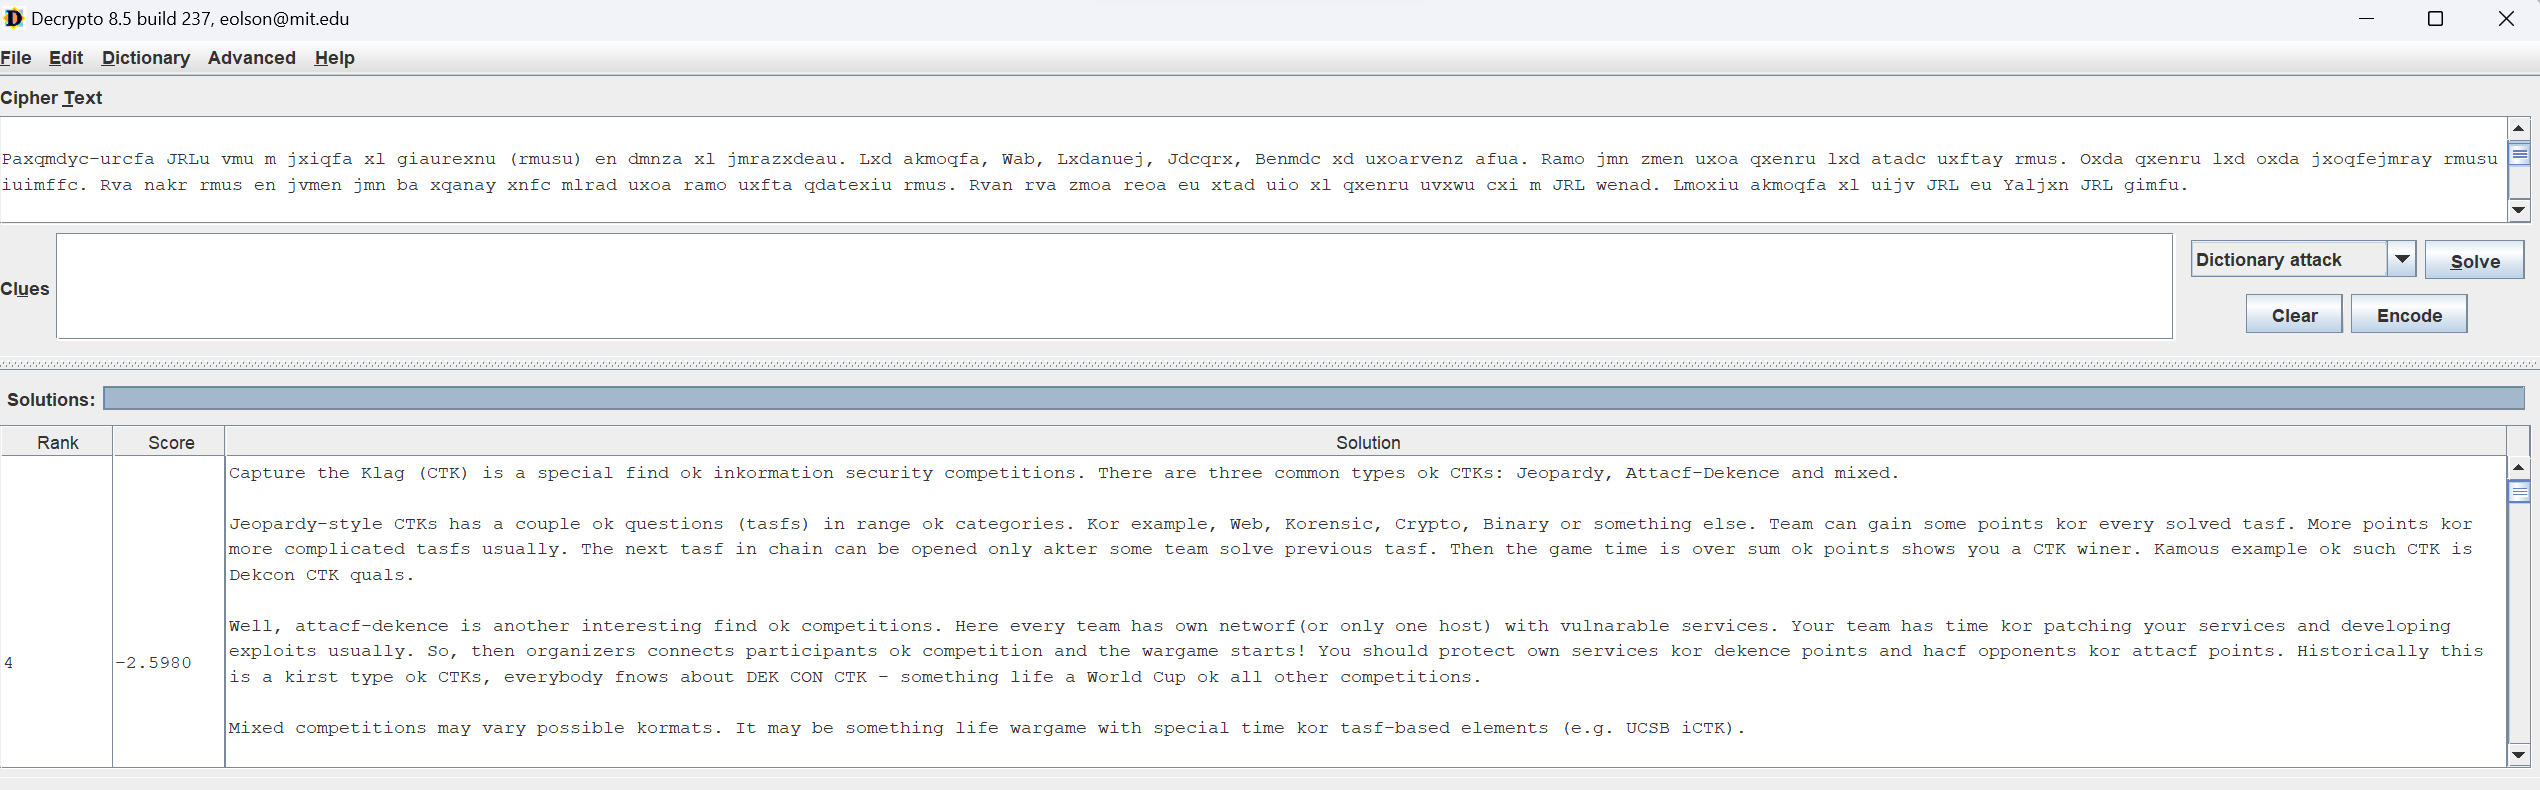 Decrypto 8.5 build 237, eolson@mit.edu
File Edit Dictionary Advanced Help
Cipher Text
Paxqmdyc-urcfa JRLu vmu m jxiqfa xl giaurexnu (rmusu) en dmnza xl jmrazxdeau. Lxd akmoqfa, Wab, Lxdanuej, Jdcqrx, Benmdc xd uxoarvenz afua. Ramo jmn zmen uxoa qxenru lxd atadc uxftay rmus. Oxda qxenru lxd oxda jxoqfejmray rmusu
iuimffc. Rva nakr rmus en jvmen jmn ba xqanay xnfc mlrad uxoa ramo uxfta qdatexiu rmus. Rvan rva zmoa reoa eu xtad uio xl qxenru uvxwu cxi m JRL wenad. Lmoxiu akmoqfa xl uijv JRL eu Yaljxn JRL gimfu.
Clues
Dictionary attack
Solve
Clear
Encode
Solutions:
Rank Score Solution
Capture the Klag (CTK) is a special find ok inkormation security competitions. There are three common types ok CTKs: Jeopardy, Attacf-Dekence and mixed.
Jeopardy-style CTKs has a couple ok questions (tasfs) in range ok categories. Kor example, Web, Korensic, Crypto, Binary or something else. Team can gain some points kor every solved tasf. More points kor
more complicated tasfs usually. The next tasf in chain can be opened only akter some team solve previous tasf. Then the game time is over sum ok points shows you a CTK winer. Kamous example ok such CTK is
Dekcon CTK quals.
Well, attacf-dekence is another interesting find ok competitions. Here every team has own networf(or only one host) with vulnarable services. Your team has time kor patching your services and developing
exploits usually. So, then organizers connects participants ok competition and the wargame starts! You should protect own services kor dekence points and hacf opponents kor attacf points. Historically this
4 -2.5980 is a kirst type ok CTKs, everybody fnows about DEK CON CTK - something life a World Cup ok all other competitions.
Mixed competitions may vary possible kormats. It may be something life wargame with special time kor tasf-based elements (e.g. UCSB iCTK).